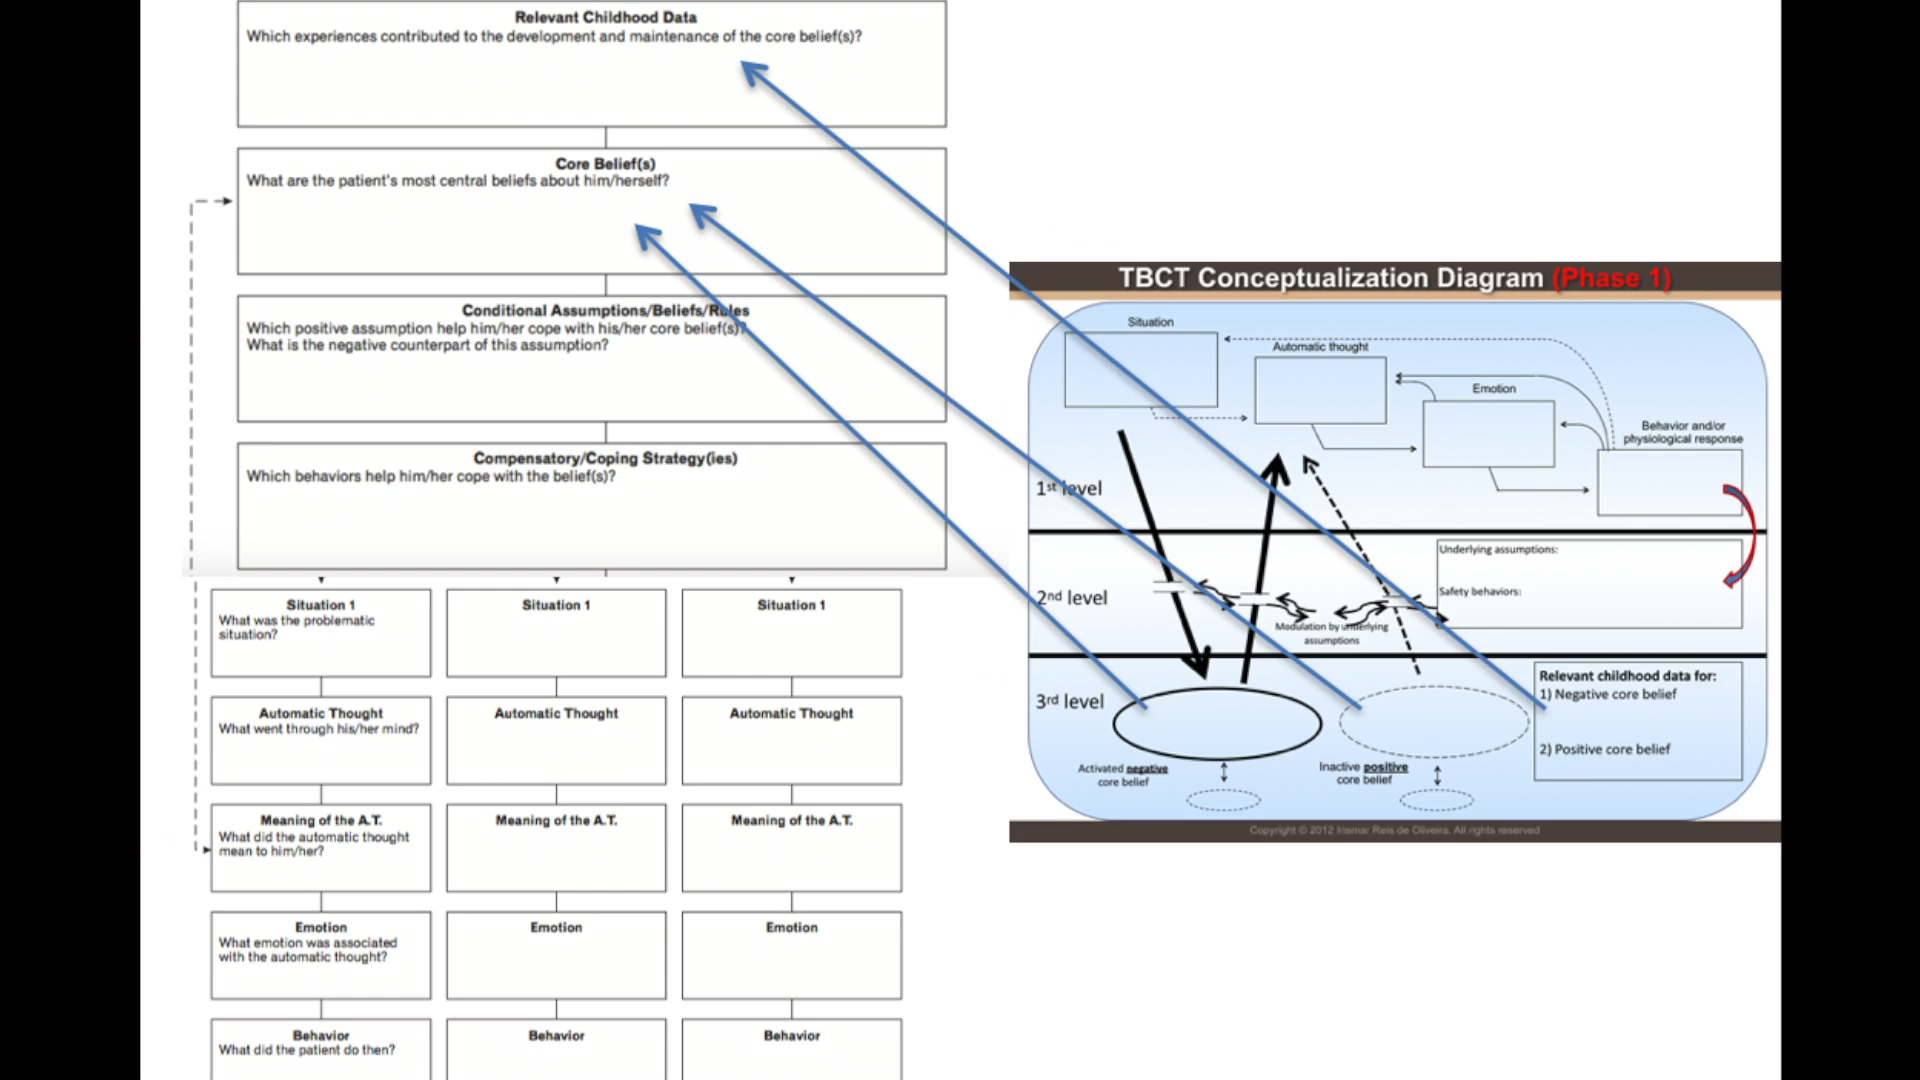 Relevant Childhood Data
Which experiences contributed to the development and maintenance of the core belief(s)?
Core Belief(s)
What are the patient's most central beliefs about him/herself?
Conditional Assumptions/Beliefs/Rules
Which positive assumption help him/her cope with his/her core belief(s)?
What is the negative counterpart of this assumption?
Compensatory/Coping Strategy(ies)
Which behaviors help him/her cope with the belief(s)?
Situation 1
What was the problematic
situation?
Situation 1
Situation 1
Automatic Thought
What went through his/her mind?
Automatic Thought
Automatic Thought
Meaning of the A.T.
What did the automatic thought
mean to him/her?
Meaning of the A.T.
Meaning of the A.T.
Emotion
What emotion was associated
with the automatic thought?
Emotion
Emotion
Behavior
What did the patient do then?
Behavior
Behavior
TBCT Conceptualization Diagram (Phase 1)
Situation
Automatic thought
Emotion
Behavior and/or
physiological response
1st level
Underlying assumptions:
Safety behaviors:
2nd level
Modulation by underlying
assumptions
3rd level
Relevant childhood data for:
1) Negative core belief
2) Positive core belief
Activated negative
core belief
Inactive positive
core belief
Copyright © 2012 Irismar Reis de Oliveira. All rights reserved